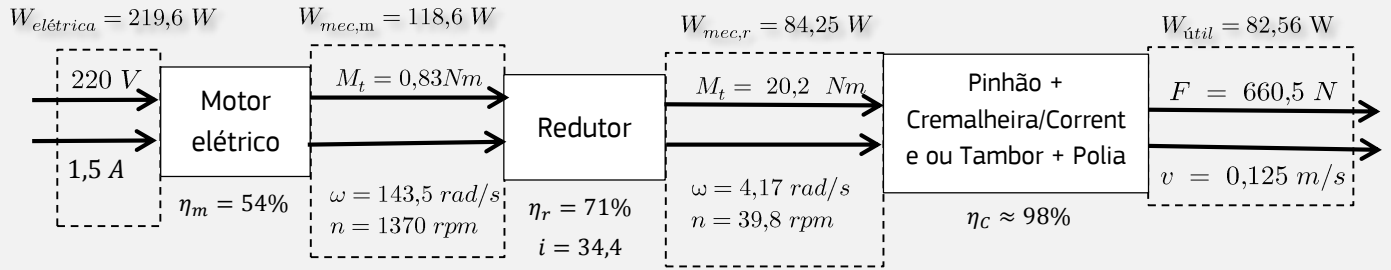 W_elétrica = 219,6 W
220 V
1,5 A
Motor
elétrico
η_m = 54%
W_mec,m = 118,6 W
M_t = 0,83Nm
ω = 143,5 rad/s
n = 1370 rpm
Redutor
η_r = 71%
i = 34,4
W_mec,r = 84,25 W
M_t = 20,2 Nm
ω = 4,17 rad/s
n = 39,8 rpm
Pinhão +
Cremalheira/Corrent
e ou Tambor + Polia
η_C ≈ 98%
W_útil = 82,56 W
F = 660,5 N
v = 0,125 m/s